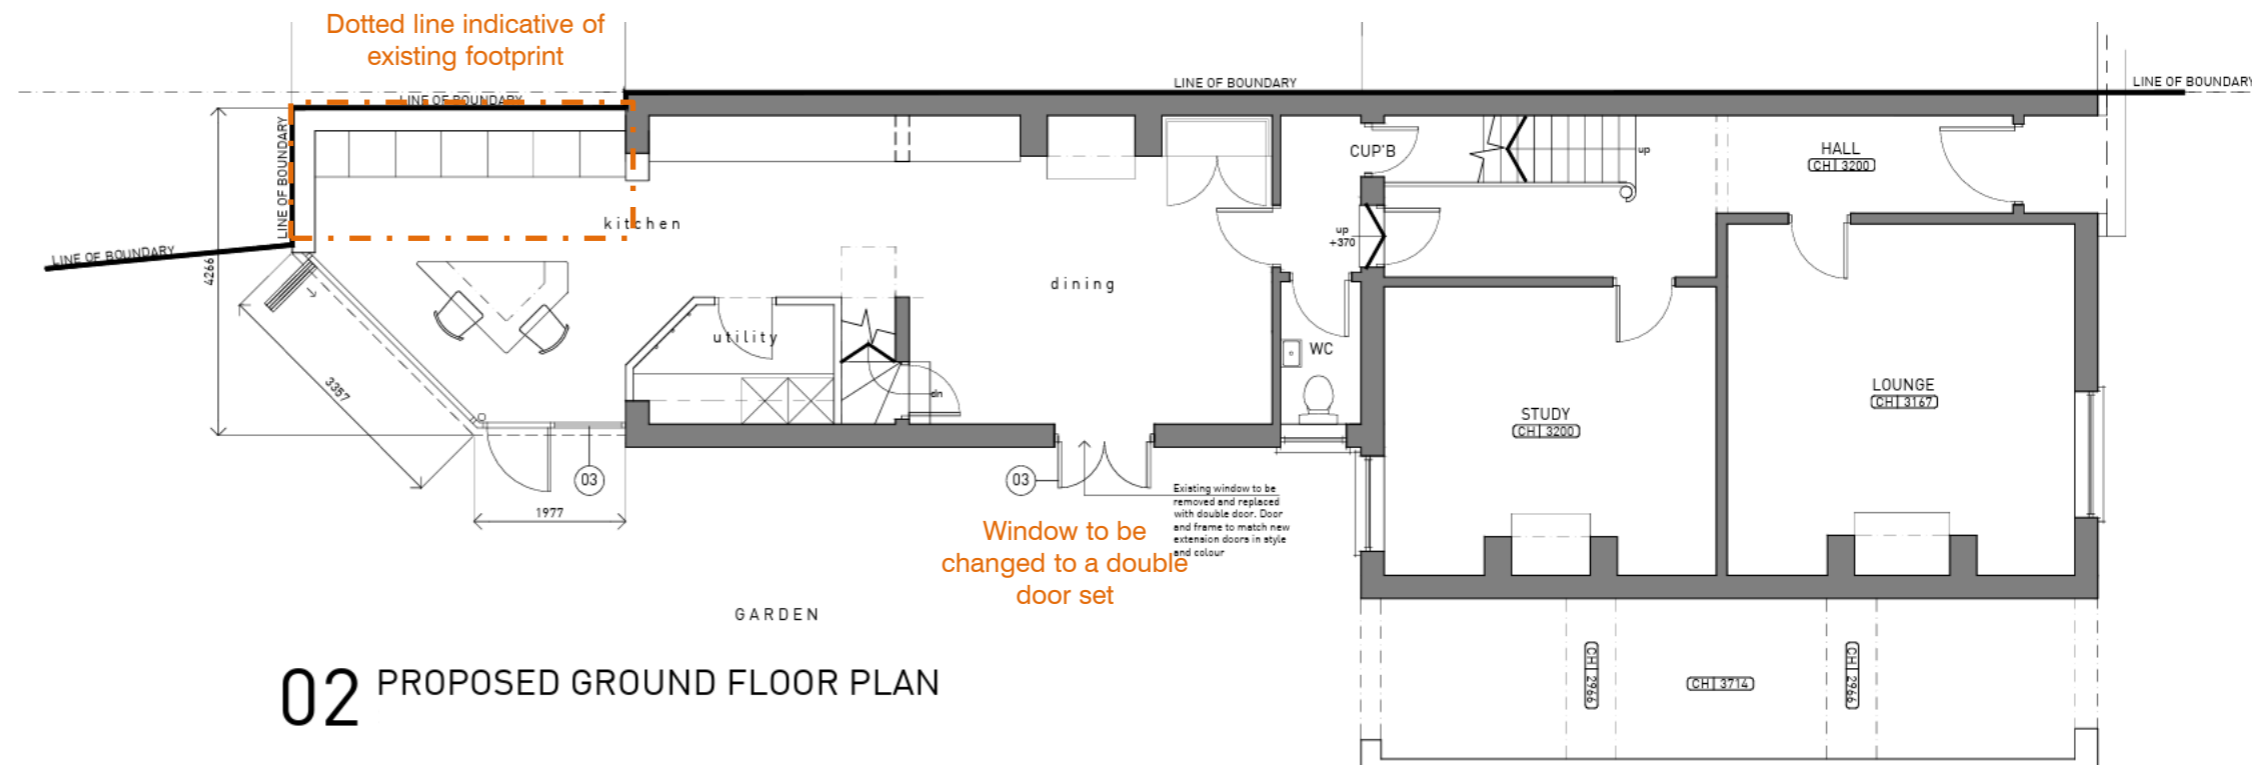 Dotted line indicative of
existing footprint
LINE OF BOUNDARY
LINE OF BOUNDARY
LINE OF BOUNDARY
LINE OF BOUNDARY
LINE OF BOUNDARY
CUP'B
up
HALL
CH 3200
kitchen
up
+370
4266
dining
utility
WC
3357
dn
STUDY
CH 3200
LOUNGE
CH 3167
03
03
1977
Existing window to be
removed and replaced
with double door. Door
and frame to match new
extension doors in style
and colour
Window to be
changed to a double
door set
GARDEN
02 PROPOSED GROUND FLOOR PLAN
CH 2966
CH 3714
CH 2966